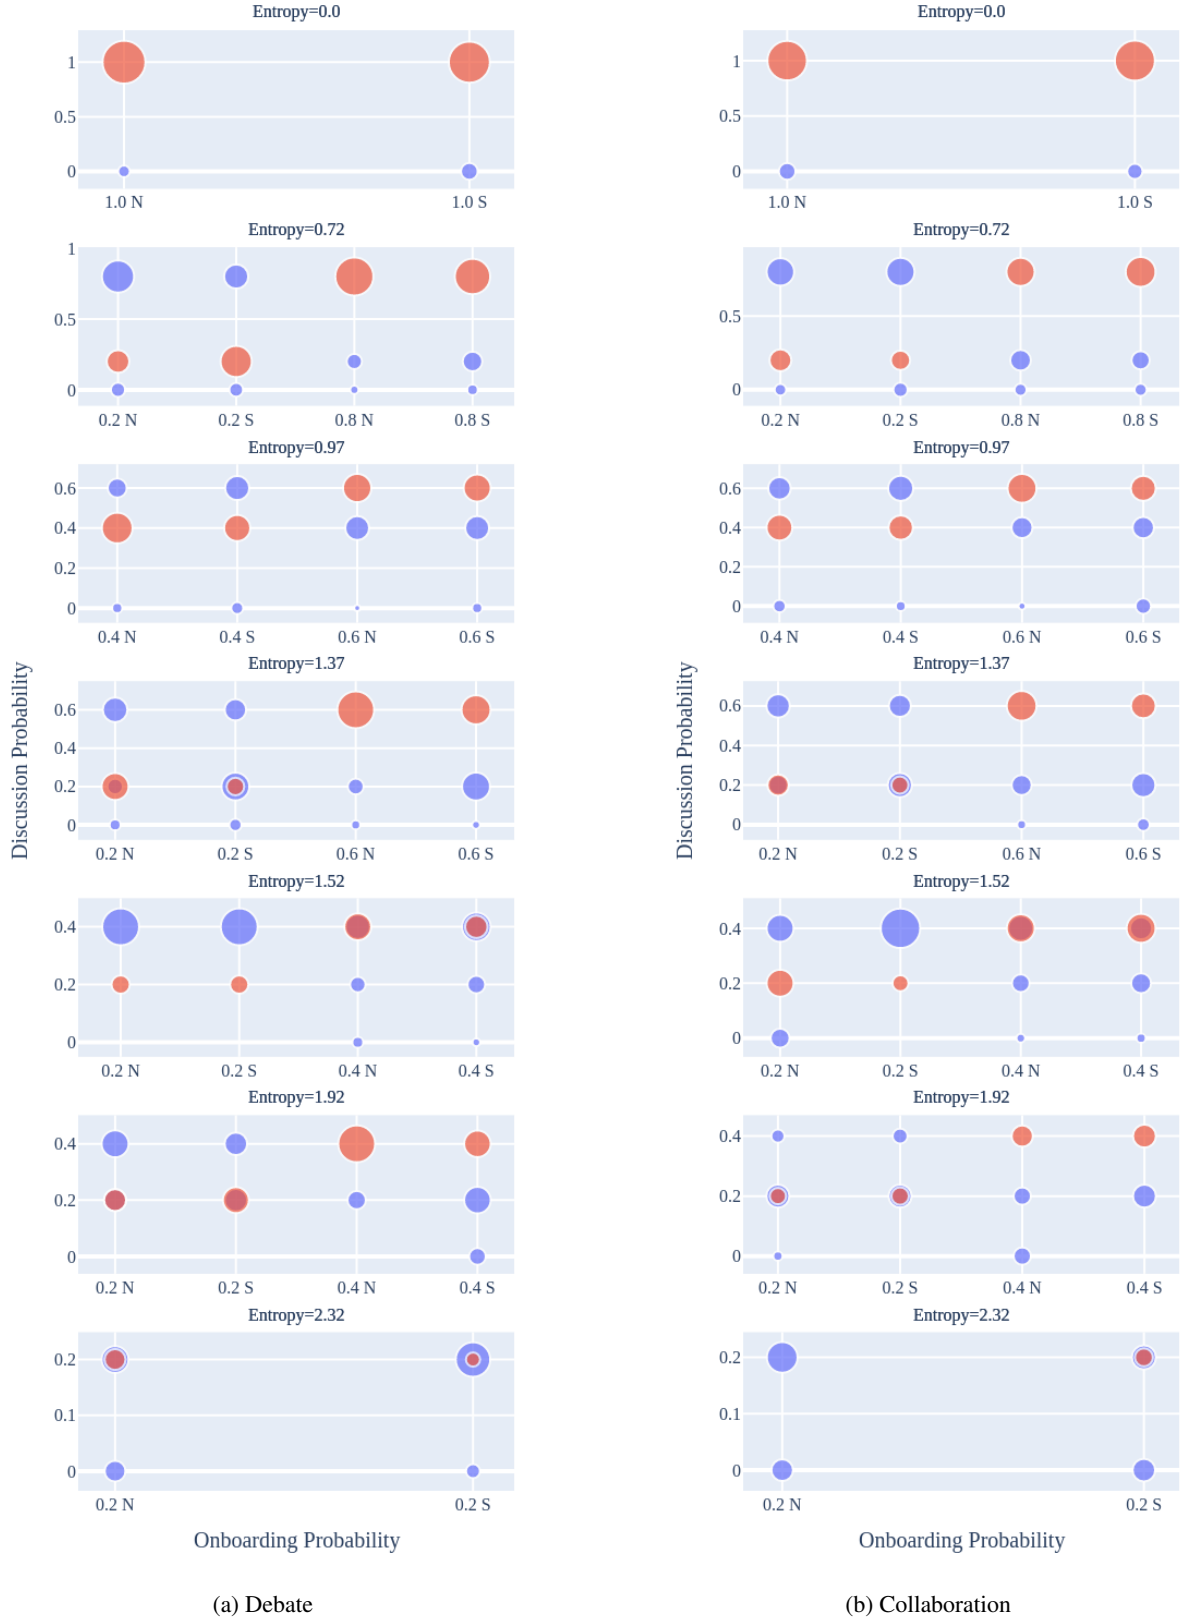 Entropy=0.0
1
0.5
0
1.0 N 1.0 S
Entropy=0.72
1
0.5
0
0.2 N 0.2 S 0.8 N 0.8 S
Entropy=0.97
0.6
0.4
0.2
0
0.4 N 0.4 S 0.6 N 0.6 S
Entropy=1.37
0.6
0.4
0.2
0
0.2 N 0.2 S 0.6 N 0.6 S
Entropy=1.52
0.4
0.2
0
0.2 N 0.2 S 0.4 N 0.4 S
Entropy=1.92
0.4
0.2
0
0.2 N 0.2 S 0.4 N 0.4 S
Entropy=2.32
0.2
0.1
0
0.2 N 0.2 S
Discussion Probability
Onboarding Probability
(a) Debate
Entropy=0.0
1
0.5
0
1.0 N 1.0 S
Entropy=0.72
0.5
0
0.2 N 0.2 S 0.8 N 0.8 S
Entropy=0.97
0.6
0.4
0.2
0
0.4 N 0.4 S 0.6 N 0.6 S
Entropy=1.37
0.6
0.4
0.2
0
0.2 N 0.2 S 0.6 N 0.6 S
Entropy=1.52
0.4
0.2
0
0.2 N 0.2 S 0.4 N 0.4 S
Entropy=1.92
0.4
0.2
0
0.2 N 0.2 S 0.4 N 0.4 S
Entropy=2.32
0.2
0.1
0
0.2 N 0.2 S
Discussion Probability
Onboarding Probability
(b) Collaboration